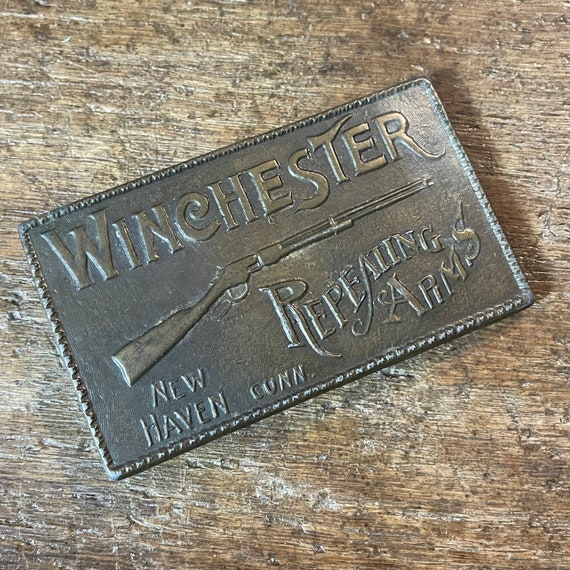 WINCHESTER
REPEATING
ARMS
NEW
HAVEN CONN.